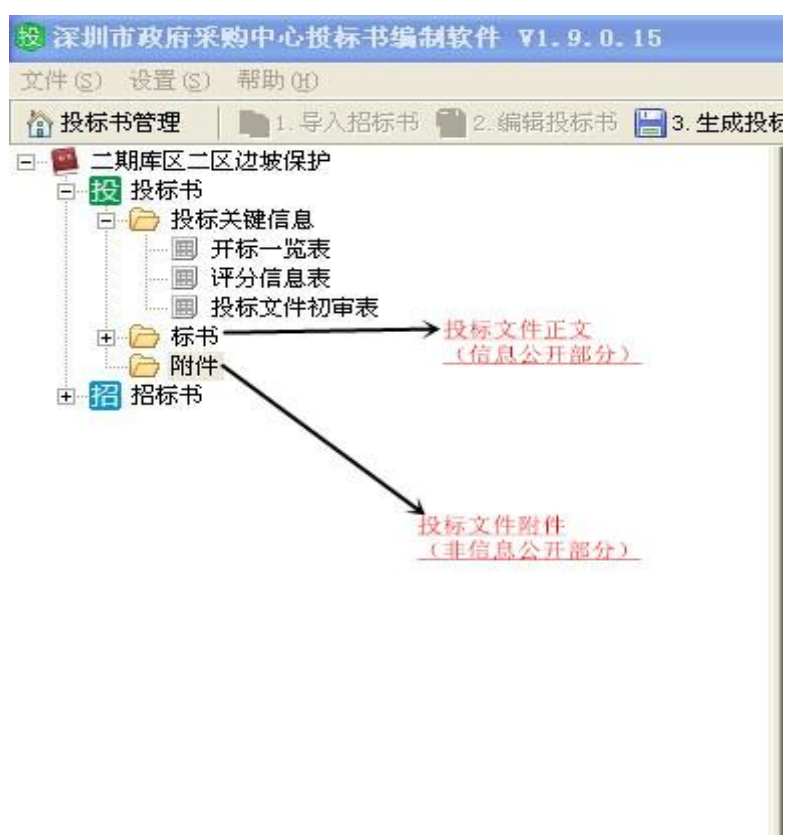 投 深圳市政府采购中心投标书编制软件 V1.9.0.15
文件(S) 设置(S) 帮助(H)
投标书管理 1.导入招标书 2.编辑投标书 3.生成投标
二期库区二区边坡保护
投 投标书
投标关键信息
开标一览表
评分信息表
投标文件初审表
标书
投标文件正文
（信息公开部分）
附件
招 招标书
投标文件附件
（非信息公开部分）